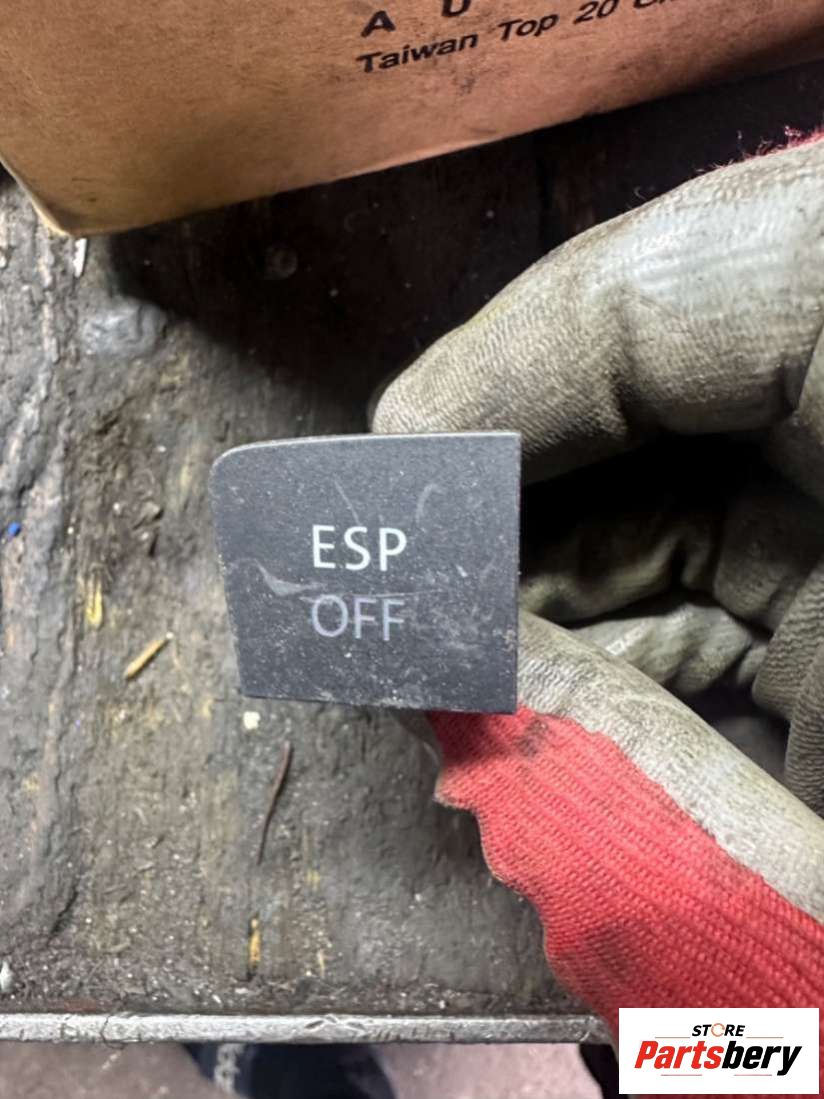 A U
Taiwan Top 20
ESP
OFF
STORE
Partsbery